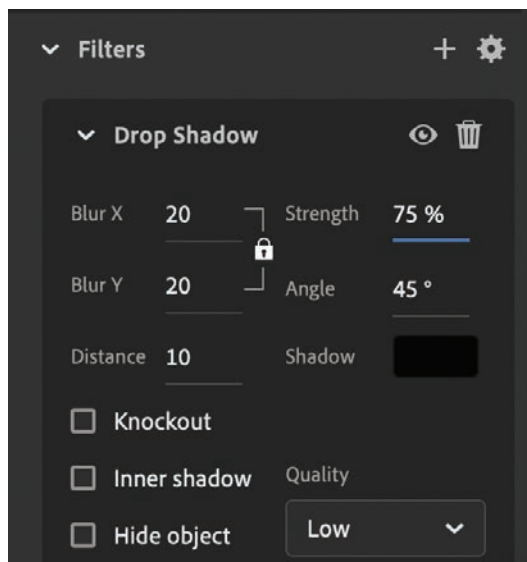 Filters
Drop Shadow
Blur X 20 Strength 75 %
Blur Y 20 Angle 45 °
Distance 10 Shadow
Knockout
Inner shadow Quality
Hide object Low